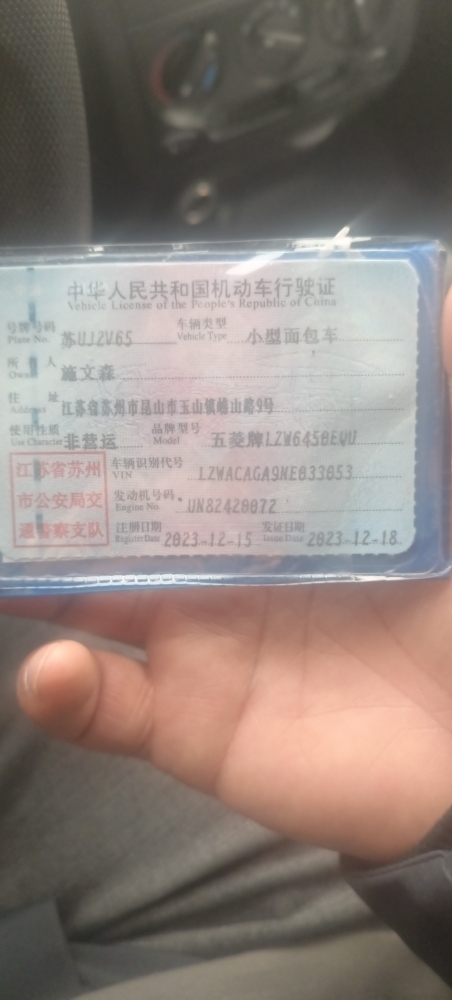 中华人民共和国机动车行驶证
Vehicle License of the People's Republic of China
号牌号码 Plate No. 苏UJ2V65 车辆类型 Vehicle Type 小型面包车
所有人 Owner 施文森
住址 Address 江苏省苏州市昆山市玉山镇 山路9号
使用性质 Use Character 非营运 品牌型号 Model 五菱牌LZW6450EQU
江苏省苏州市公安局交通警察支队
车辆识别代号 VIN LZWACAGA9NE033053
发动机号码 Engine No. UN82420072
注册日期 Register Date 2023-12-15 发证日期 Issue Date 2023-12-18